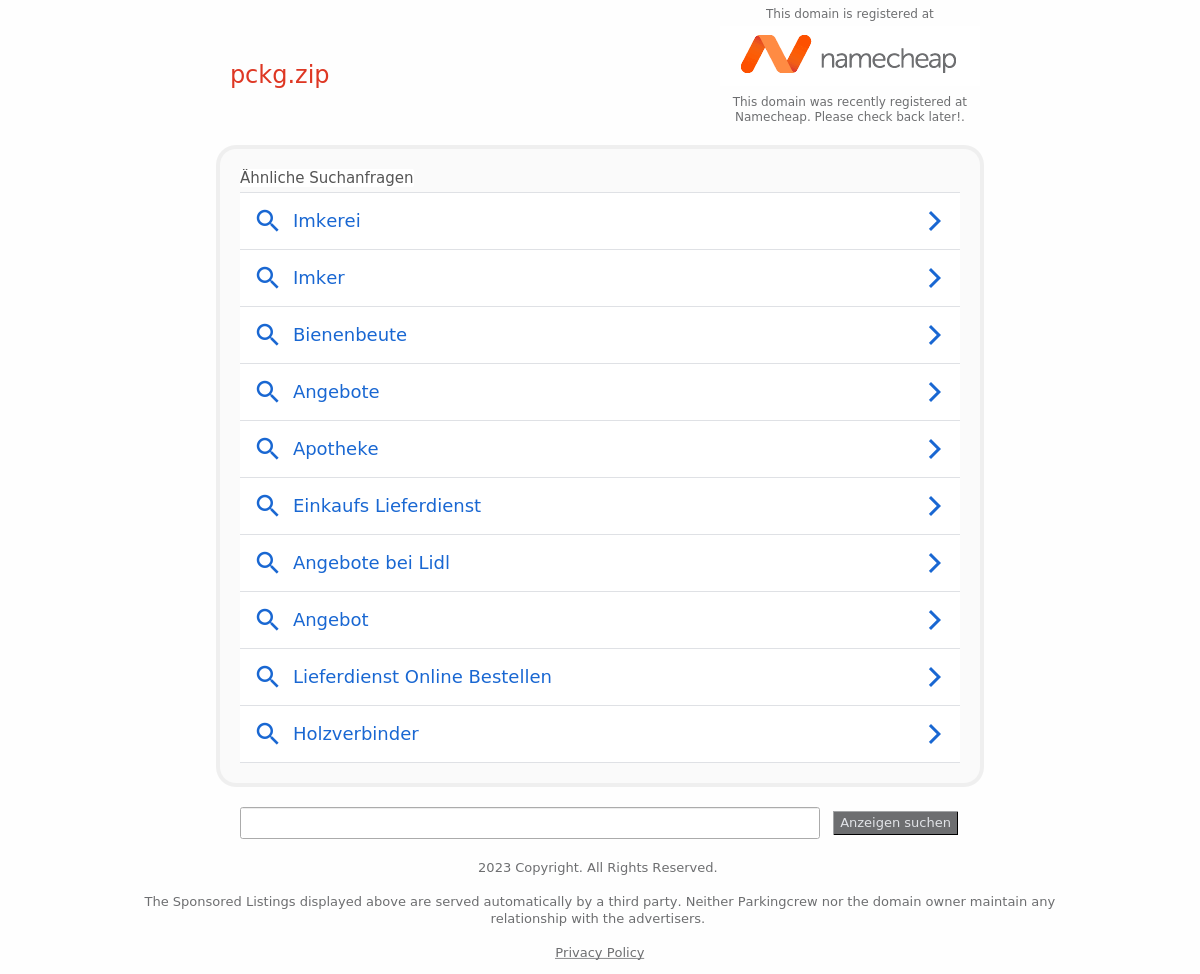 This domain is registered at
pckg.zip
namecheap
This domain was recently registered at
Namecheap. Please check back later!.
Ähnliche Suchanfragen
Imkerei
Imker
Bienenbeute
Angebote
Apotheke
Einkaufs Lieferdienst
Angebote bei Lidl
Angebot
Lieferdienst Online Bestellen
Holzverbinder
Anzeigen suchen
2023 Copyright. All Rights Reserved.
The Sponsored Listings displayed above are served automatically by a third party. Neither Parkingcrew nor the domain owner maintain any
relationship with the advertisers.
Privacy Policy